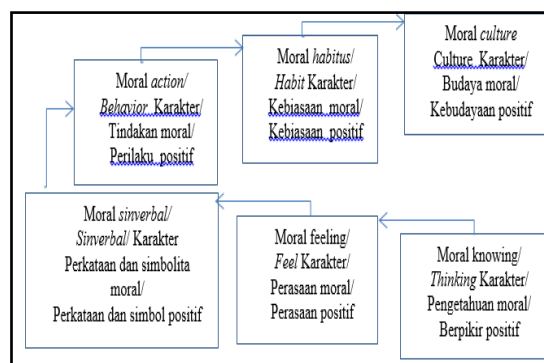 Moral culture
Culture Karakter/
Budaya moral/
Kebudayaan positif
Moral habitus/
Habit Karakter/
Kebiasaan moral/
Kebiasaan positif
Moral action/
Behavior Karakter/
Tindakan moral/
Perilaku positif
Moral sinverbal/
Sinverbal/ Karakter
Perkataan dan simbolita
moral/
Perkataan dan simbol positif
Moral feeling/
Feel Karakter/
Perasaan moral/
Perasaan positif
Moral knowing/
Thinking Karakter/
Pengetahuan moral/
Berpikir positif